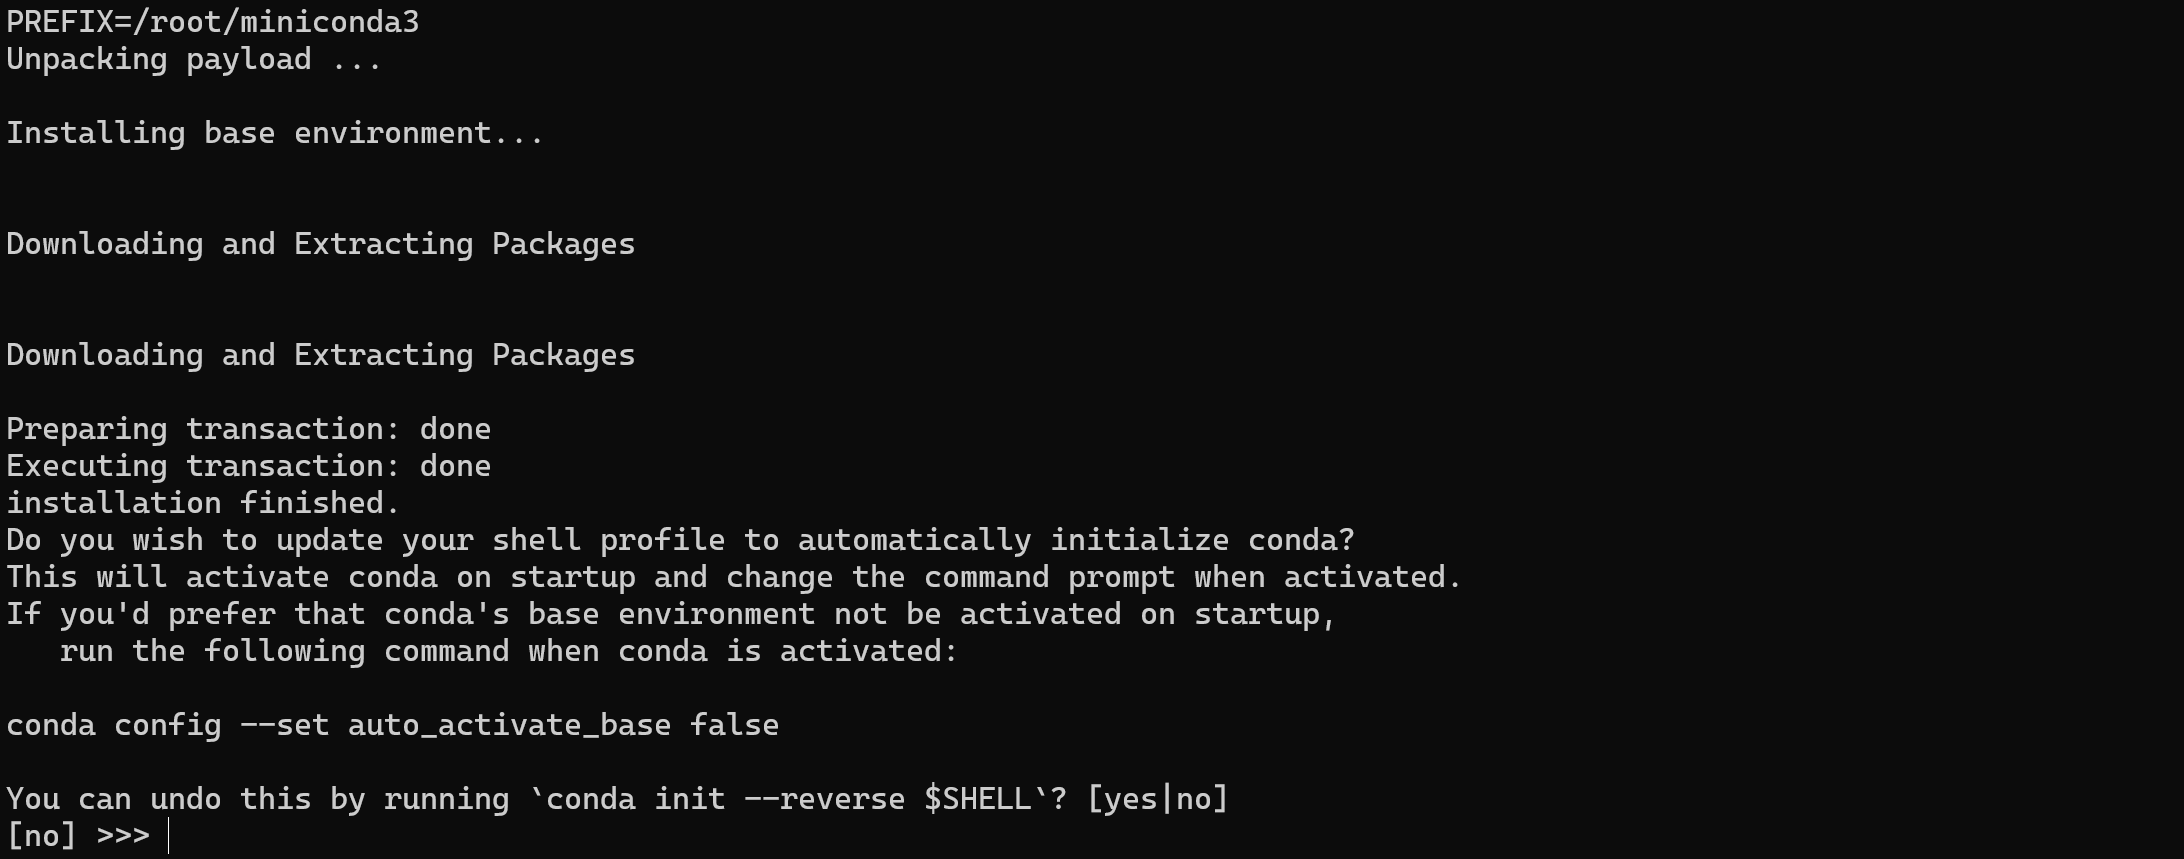 PREFIX=/root/miniconda3
Unpacking payload ...
Installing base environment...
Downloading and Extracting Packages
Downloading and Extracting Packages
Preparing transaction: done
Executing transaction: done
installation finished.
Do you wish to update your shell profile to automatically initialize conda?
This will activate conda on startup and change the command prompt when activated.
If you'd prefer that conda's base environment not be activated on startup,
   run the following command when conda is activated:
conda config --set auto_activate_base false
You can undo this by running `conda init --reverse $SHELL`? [yes|no]
[no] >>>